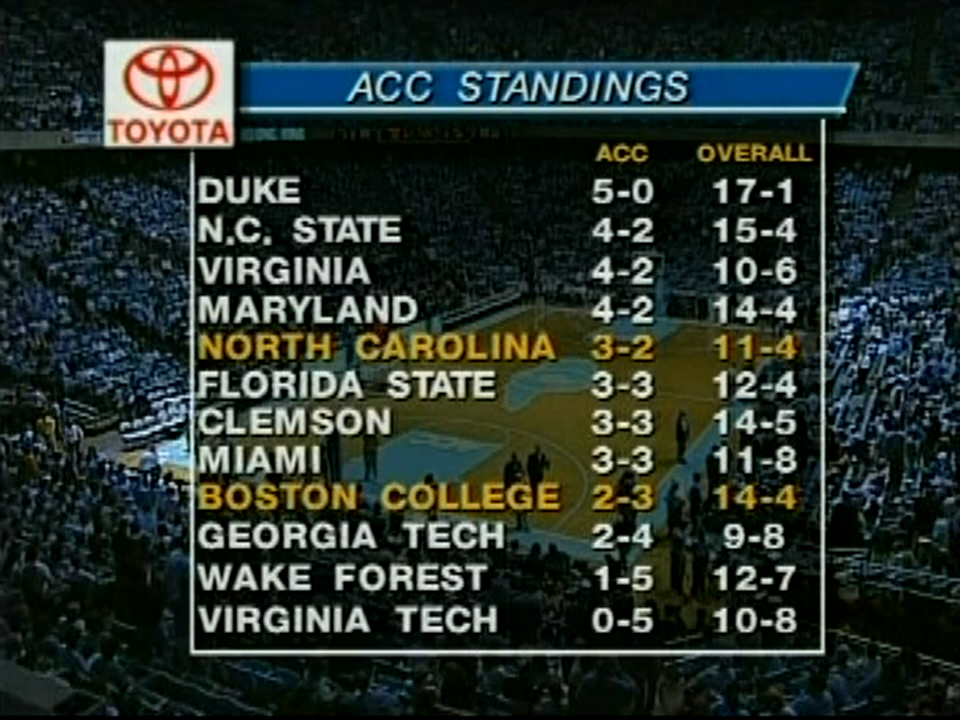 TOYOTA
ACC STANDINGS
ACC OVERALL
DUKE 5-0 17-1
N.C. STATE 4-2 15-4
VIRGINIA 4-2 10-6
MARYLAND 4-2 14-4
NORTH CAROLINA 3-2 11-4
FLORIDA STATE 3-3 12-4
CLEMSON 3-3 14-5
MIAMI 3-3 11-8
BOSTON COLLEGE 2-3 14-4
GEORGIA TECH 2-4 9-8
WAKE FOREST 1-5 12-7
VIRGINIA TECH 0-5 10-8